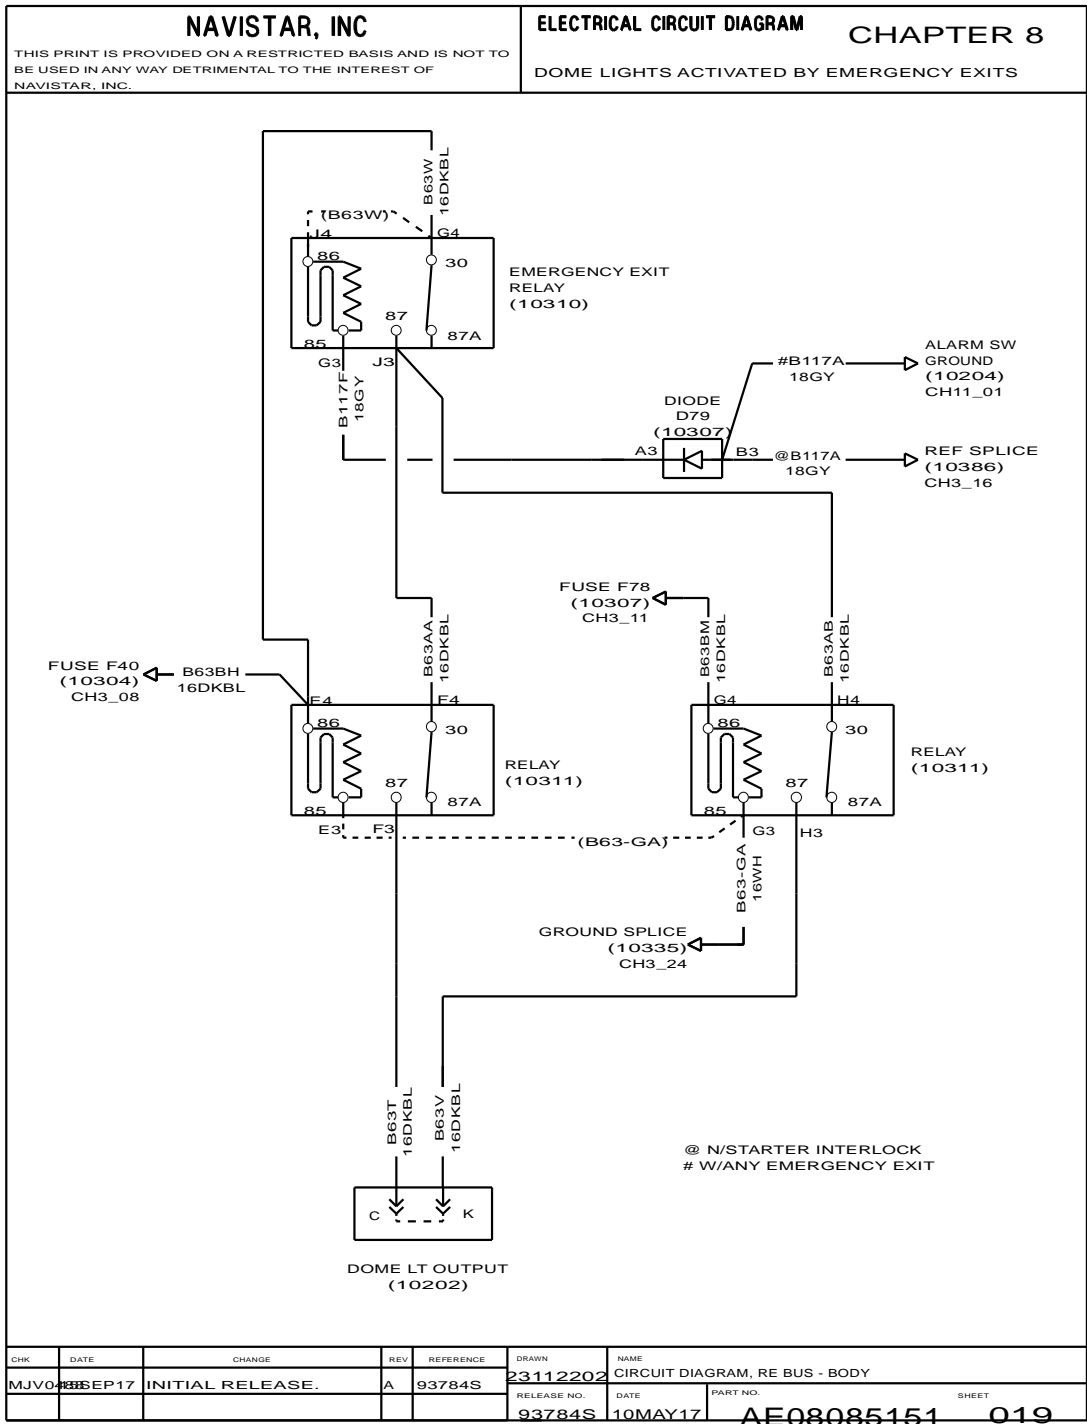 NAVISTAR, INC
THIS PRINT IS PROVIDED ON A RESTRICTED BASIS AND IS NOT TO
BE USED IN ANY WAY DETRIMENTAL TO THE INTEREST OF
NAVISTAR, INC.
ELECTRICAL CIRCUIT DIAGRAM
CHAPTER 8
DOME LIGHTS ACTIVATED BY EMERGENCY EXITS
B63W
16DKBL
(B63W)
J4
G4
86
30
87
87A
85
G3
J3
EMERGENCY EXIT
RELAY
(10310)
B117F
18GY
DIODE
D79
(10307)
A3
B3
#B117A
18GY
ALARM SW
GROUND
(10204)
CH11_01
@B117A
18GY
REF SPLICE
(10386)
CH3_16
FUSE F78
(10307)
CH3_11
B63AA
16DKBL
B63BM
16DKBL
B63AB
16DKBL
FUSE F40
(10304)
CH3_08
B63BH
16DKBL
E4
F4
86
30
87
87A
85
E3
F3
RELAY
(10311)
G4
H4
86
30
87
87A
85
G3
H3
RELAY
(10311)
(B63-GA)
B63-GA
16WH
GROUND SPLICE
(10335)
CH3_24
B63T
16DKBL
B63V
16DKBL
C
K
DOME LT OUTPUT
(10202)
@ N/STARTER INTERLOCK
# W/ANY EMERGENCY EXIT
CHK DATE CHANGE REV REFERENCE
INITIAL RELEASE. A 93784S
DRAWN
23112202
NAME
CIRCUIT DIAGRAM, RE BUS - BODY
RELEASE NO.
93784S
DATE
10MAY17
PART NO.
AE08085151
SHEET
019